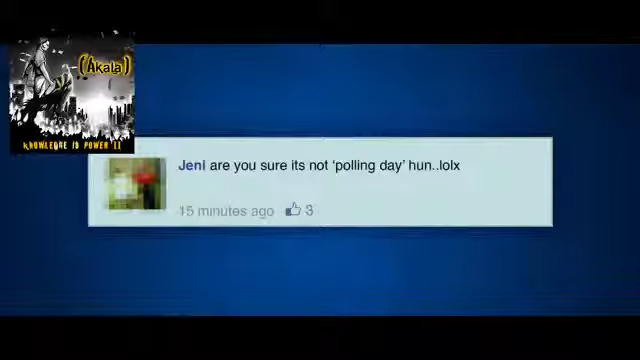 (Akala)
KNOWLEDGE IS POWER II
Jeni are you sure its not ‘polling day’ hun..lolx
15 minutes ago 3